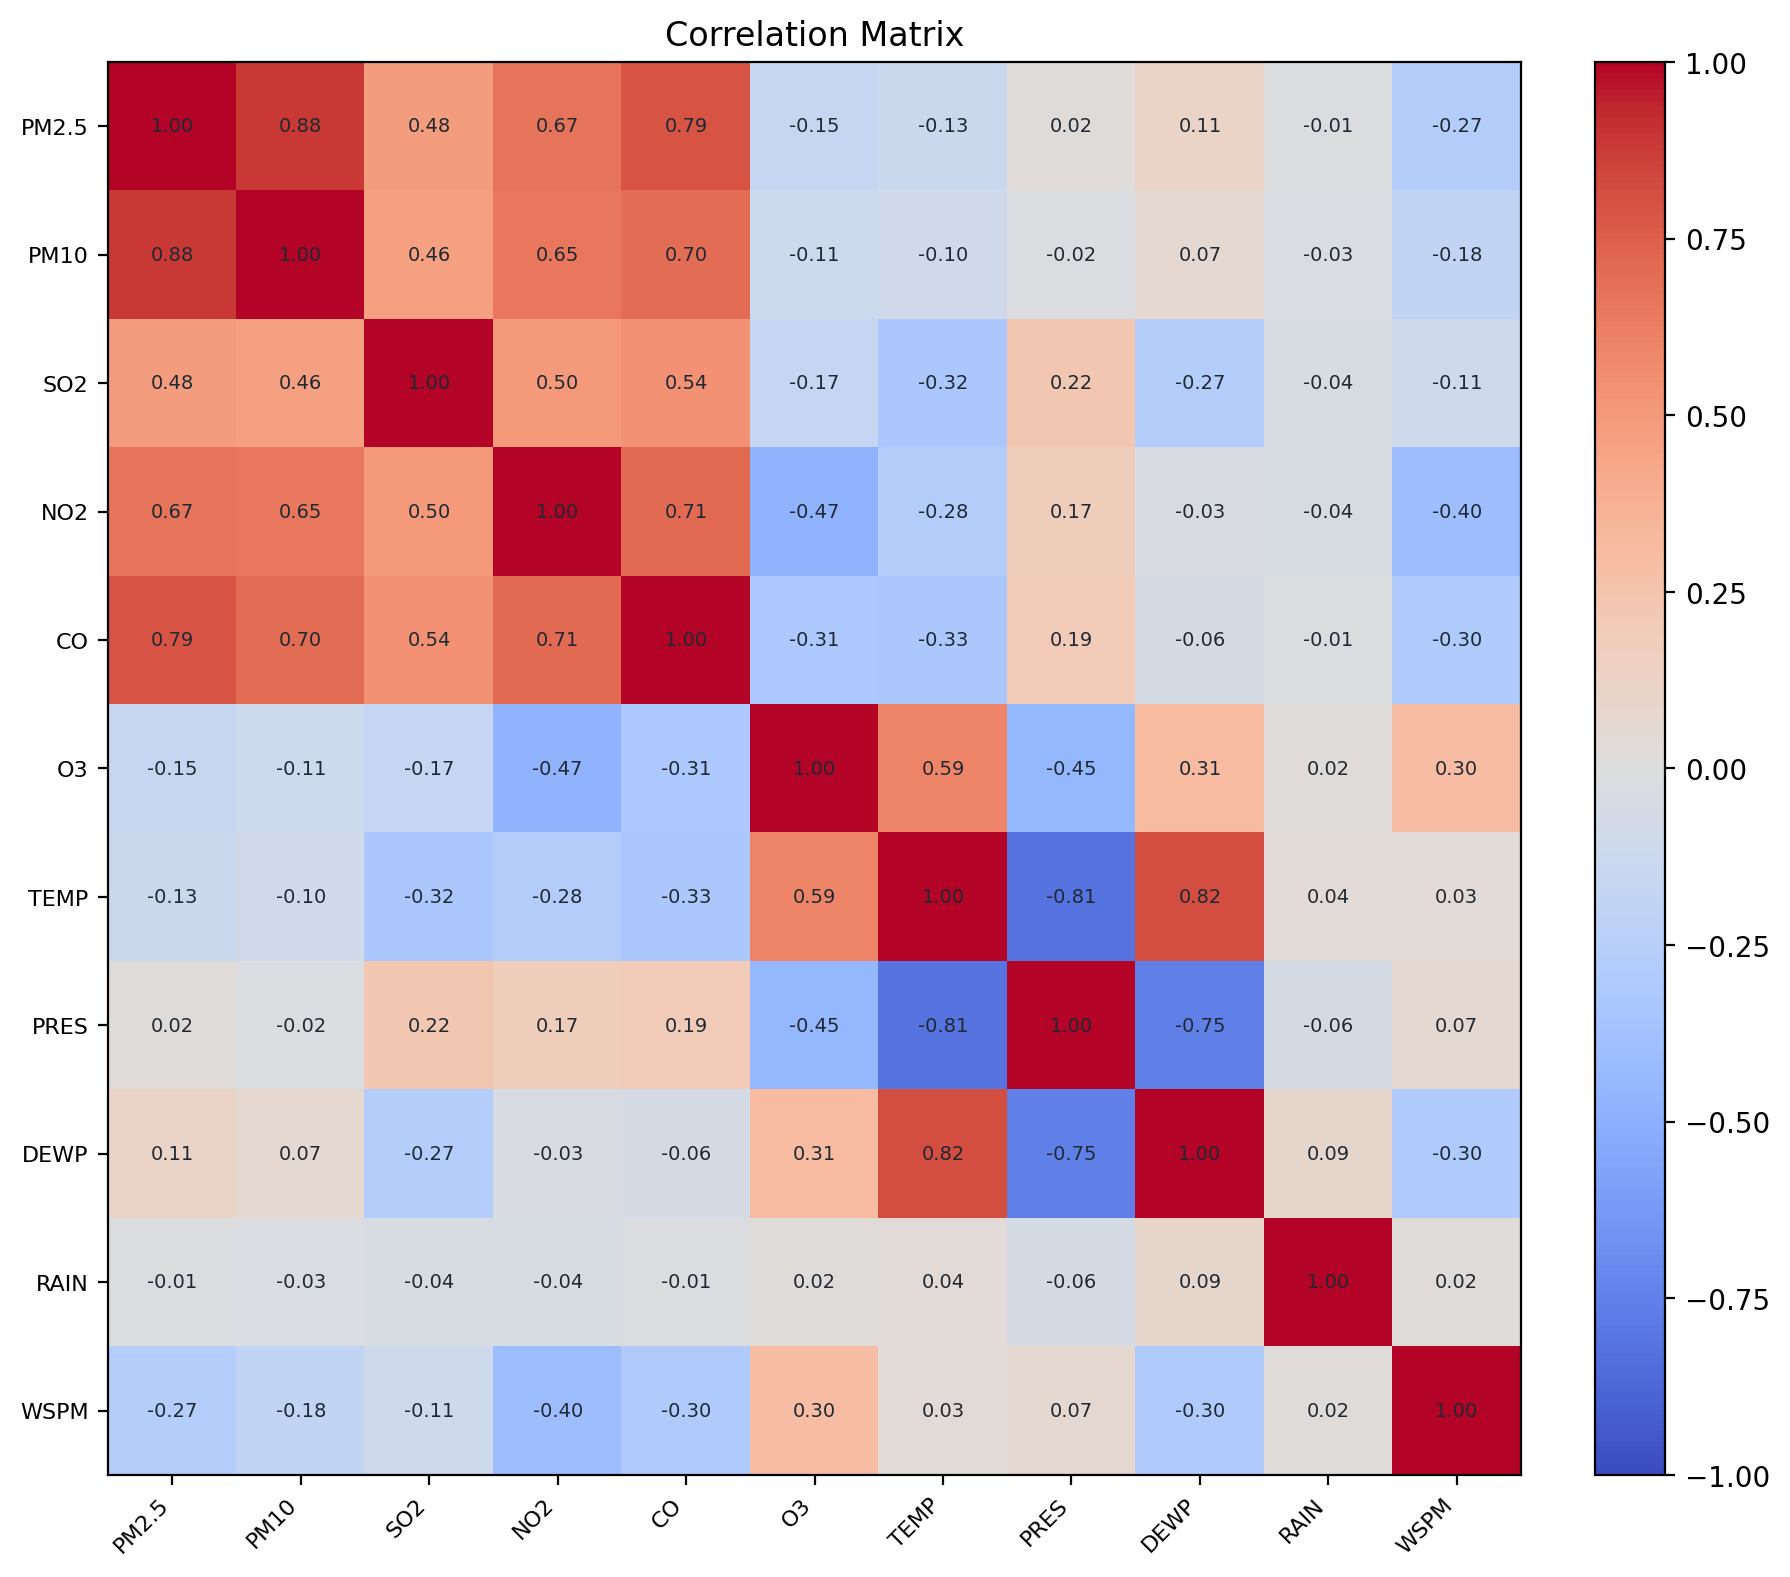 Correlation Matrix
PM2.5 1.00 0.88 0.48 0.67 0.79 -0.15 -0.13 0.02 0.11 -0.01 -0.27
PM10 0.88 1.00 0.46 0.65 0.70 -0.11 -0.10 -0.02 0.07 -0.03 -0.18
SO2 0.48 0.46 1.00 0.50 0.54 -0.17 -0.32 0.22 -0.27 -0.04 -0.11
NO2 0.67 0.65 0.50 1.00 0.71 -0.47 -0.28 0.17 -0.03 -0.04 -0.40
CO 0.79 0.70 0.54 0.71 1.00 -0.31 -0.33 0.19 -0.06 -0.01 -0.30
O3 -0.15 -0.11 -0.17 -0.47 -0.31 1.00 0.59 -0.45 0.31 0.02 0.30
TEMP -0.13 -0.10 -0.32 -0.28 -0.33 0.59 1.00 -0.81 0.82 0.04 0.03
PRES 0.02 -0.02 0.22 0.17 0.19 -0.45 -0.81 1.00 -0.75 -0.06 0.07
DEWP 0.11 0.07 -0.27 -0.03 -0.06 0.31 0.82 -0.75 1.00 0.09 -0.30
RAIN -0.01 -0.03 -0.04 -0.04 -0.01 0.02 0.04 -0.06 0.09 1.00 0.02
WSPM -0.27 -0.18 -0.11 -0.40 -0.30 0.30 0.03 0.07 -0.30 0.02 1.00
PM2.5 PM10 SO2 NO2 CO O3 TEMP PRES DEWP RAIN WSPM
1.00
0.75
0.50
0.25
0.00
−0.25
−0.50
−0.75
−1.00